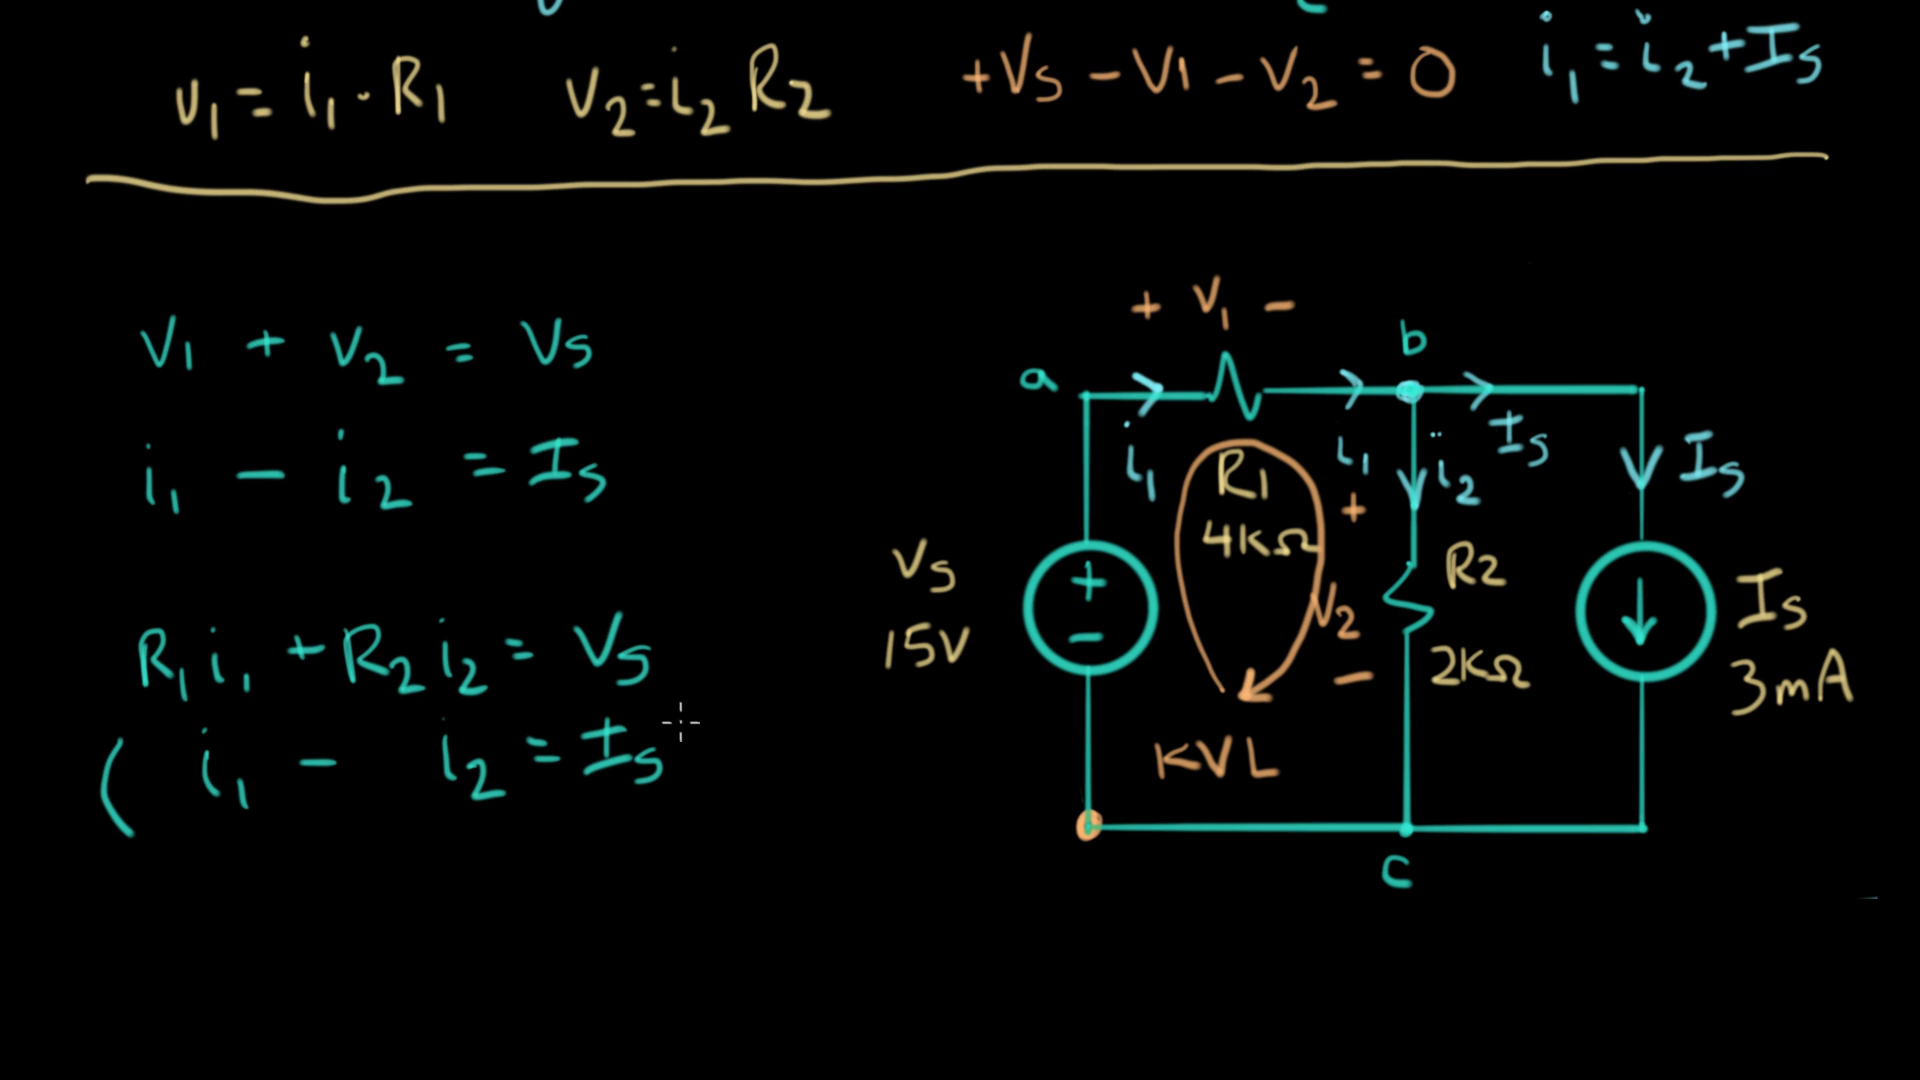 v₁ = i₁ · R₁
V₂ = i₂ R₂
+Vs - V₁ - V₂ = 0
i₁ = i₂ + Is
V₁ + V₂ = Vs
i₁ - i₂ = Is
R₁ i₁ + R₂ i₂ = Vs
( i₁ - i₂ = Is
+ V₁ -
a
b
i₁
i₁
i₂
Is
Is
R₁
4KΩ
+
V₂
-
R2
2KΩ
Vs
15V
+
-
Is
3mA
KVL
c